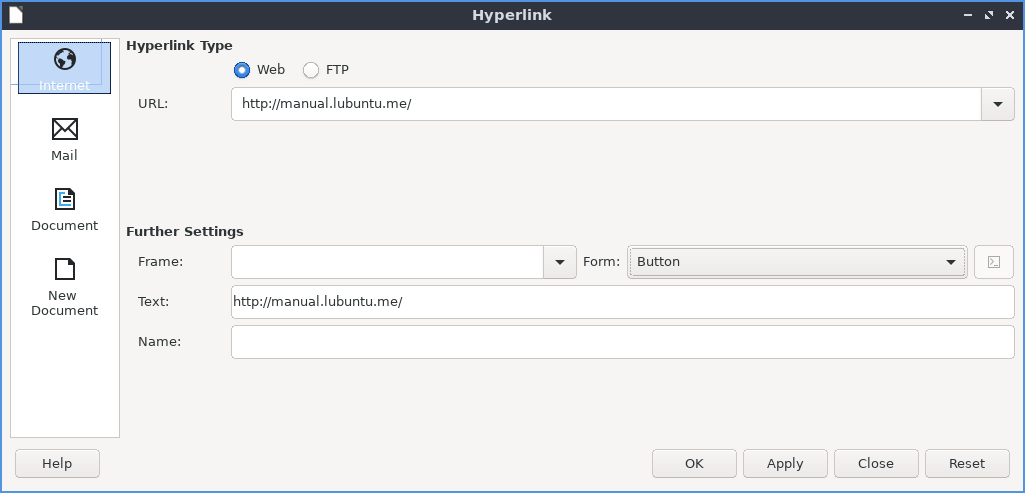 Hyperlink
Internet
Mail
Document
New
Document
Hyperlink Type
Web FTP
URL: http://manual.lubuntu.me/
Further Settings
Frame: Form: Button
Text: http://manual.lubuntu.me/
Name:
Help OK Apply Close Reset